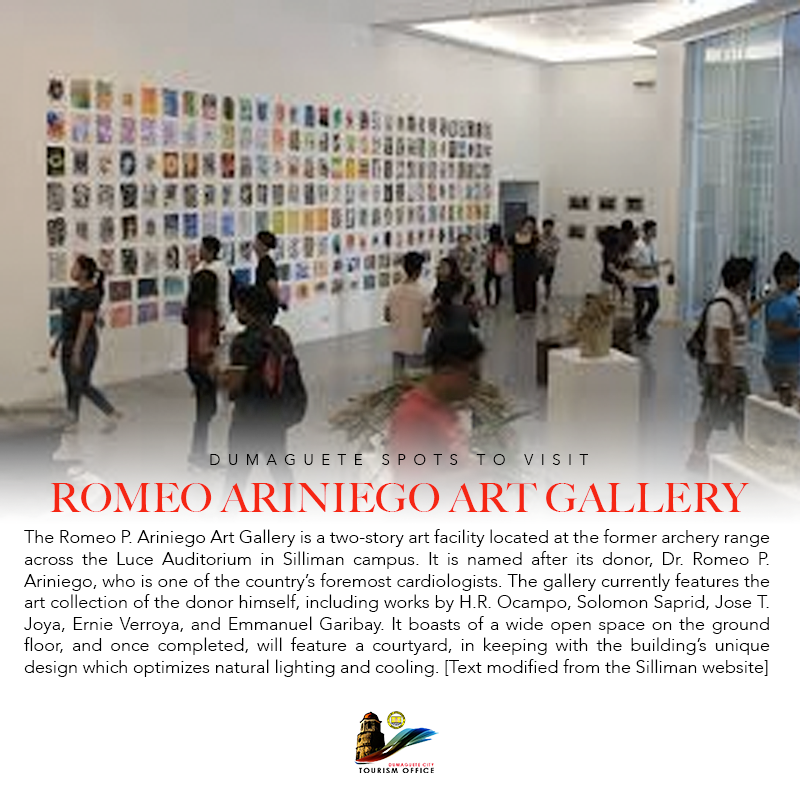 DUMAGUETE SPOTS TO VISIT
ROMEO ARINIEGO ART GALLERY
The Romeo P. Ariniego Art Gallery is a two-story art facility located at the former archery range
across the Luce Auditorium in Silliman campus. It is named after its donor, Dr. Romeo P.
Ariniego, who is one of the country's foremost cardiologists. The gallery currently features the
art collection of the donor himself, including works by H.R. Ocampo, Solomon Saprid, Jose T.
Joya, Ernie Verroya, and Emmanuel Garibay. It boasts of a wide open space on the ground
floor, and once completed, will feature a courtyard, in keeping with the building's unique
design which optimizes natural lighting and cooling. [Text modified from the Silliman website]
DUMAGUETE CITY
TOURISM OFFICE